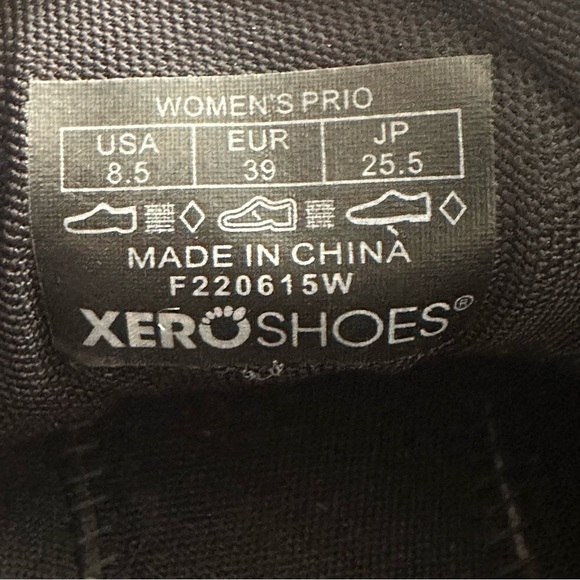 WOMEN'S PRIO
USA EUR JP
8.5 39 25.5
MADE IN CHINA
F220615W
XEROSHOES®